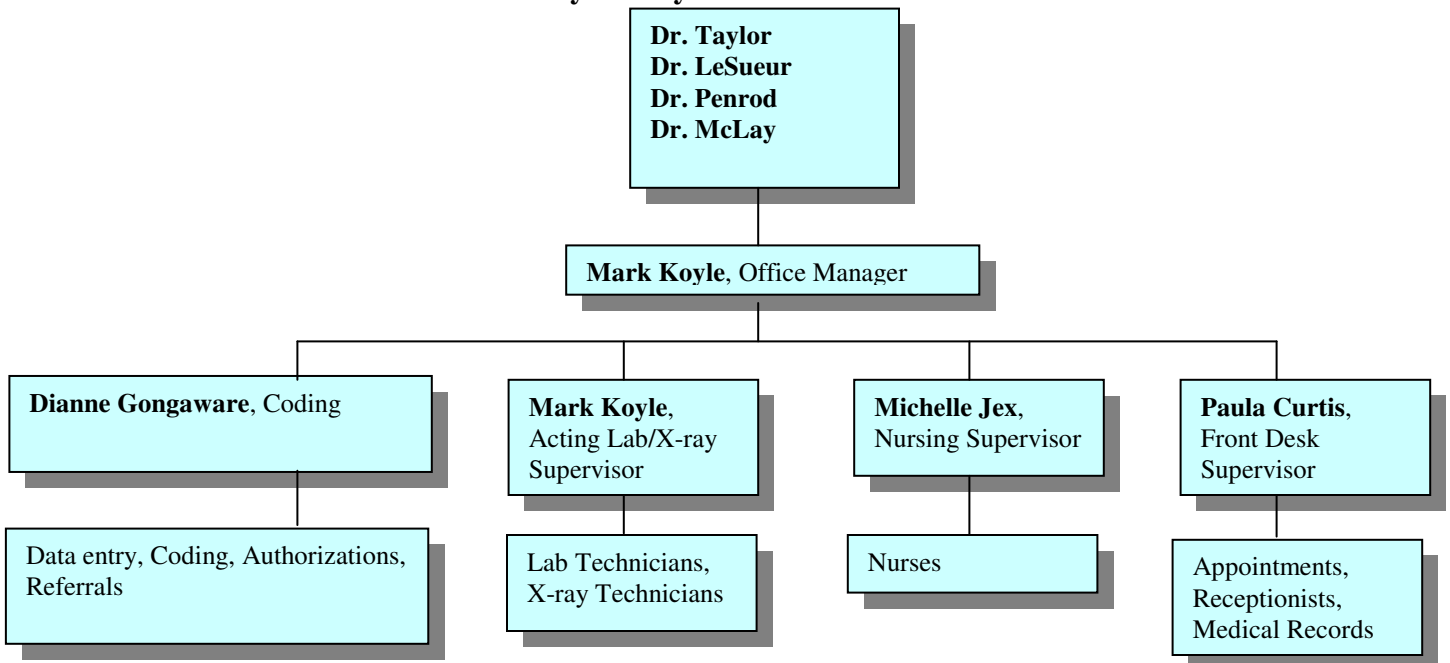 Dr. Taylor
Dr. LeSueur
Dr. Penrod
Dr. McLay
Mark Koyle, Office Manager
Dianne Gongaware, Coding
Mark Koyle,
Acting Lab/X-ray
Supervisor
Michelle Jex,
Nursing Supervisor
Paula Curtis,
Front Desk
Supervisor
Data entry, Coding, Authorizations,
Referrals
Lab Technicians,
X-ray Technicians
Nurses
Appointments,
Receptionists,
Medical Records